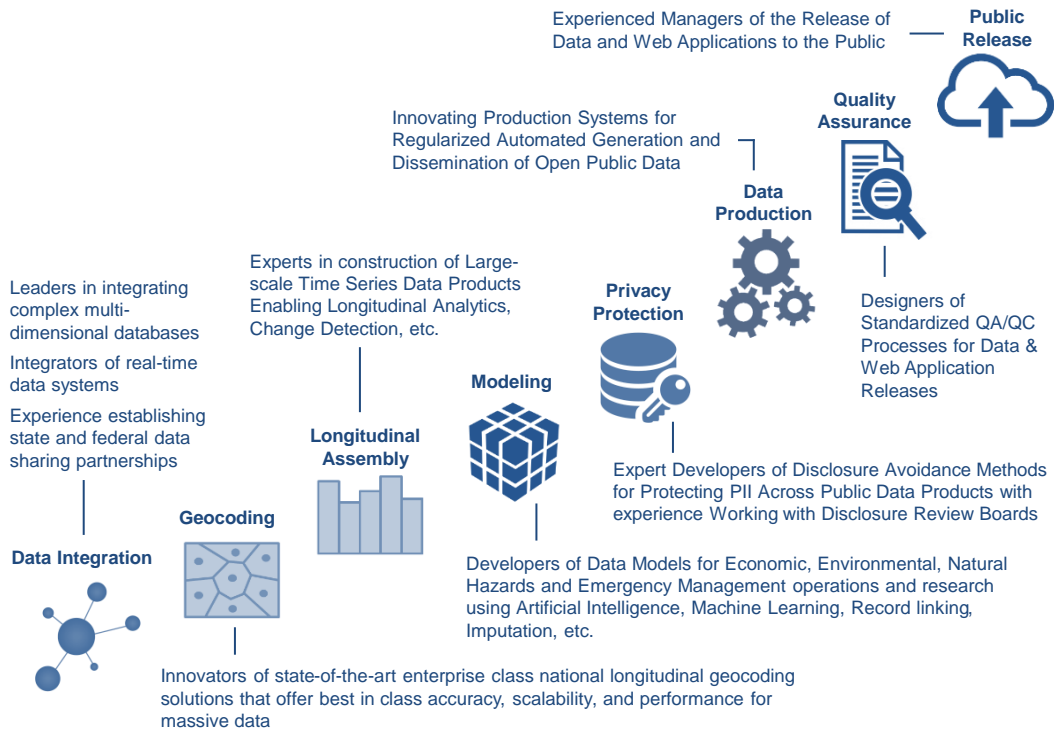 Experienced Managers of the Release of
Data and Web Applications to the Public
Public
Release
Quality
Assurance
Innovating Production Systems for
Regularized Automated Generation and
Dissemination of Open Public Data
Data
Production
Designers of
Standardized QA/QC
Processes for Data &
Web Application
Releases
Experts in construction of Large-
scale Time Series Data Products
Enabling Longitudinal Analytics,
Change Detection, etc.
Privacy
Protection
Leaders in integrating
complex multi-
dimensional databases
Integrators of real-time
data systems
Experience establishing
state and federal data
sharing partnerships
Modeling
Longitudinal
Assembly
Expert Developers of Disclosure Avoidance Methods
for Protecting PII Across Public Data Products with
experience Working with Disclosure Review Boards
Geocoding
Data Integration
Developers of Data Models for Economic, Environmental, Natural
Hazards and Emergency Management operations and research
using Artificial Intelligence, Machine Learning, Record linking,
Imputation, etc.
Innovators of state-of-the-art enterprise class national longitudinal geocoding
solutions that offer best in class accuracy, scalability, and performance for
massive data